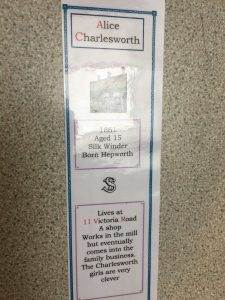 Alice
Charlesworth
1861
Aged 15
Silk Winder
Born Hepworth
S
Lives at
11 Victoria Road
A shop
Works in the mill
but eventually
comes into the
family business.
The Charlesworth
girls are very
clever